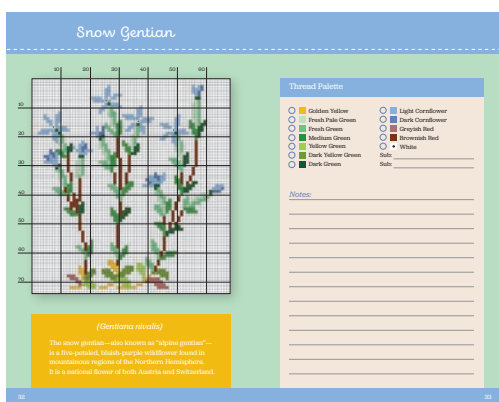 Snow Gentian
10 20 30 40 50 60
10
20
30
40
50
60
70
(Gentiana nivalis)
The snow gentian—also known as "alpine gentian"—
is a five-petaled, bluish-purple wildflower found in
mountainous regions of the Northern Hemisphere.
It is a national flower of both Austria and Switzerland.
Thread Palette
Golden Yellow
Fresh Pale Green
Fresh Green
Medium Green
Yellow Green
Dark Yellow Green
Dark Green
Light Cornflower
Dark Cornflower
Grayish Red
Brownish Red
White
Sub:
Sub:
Notes: